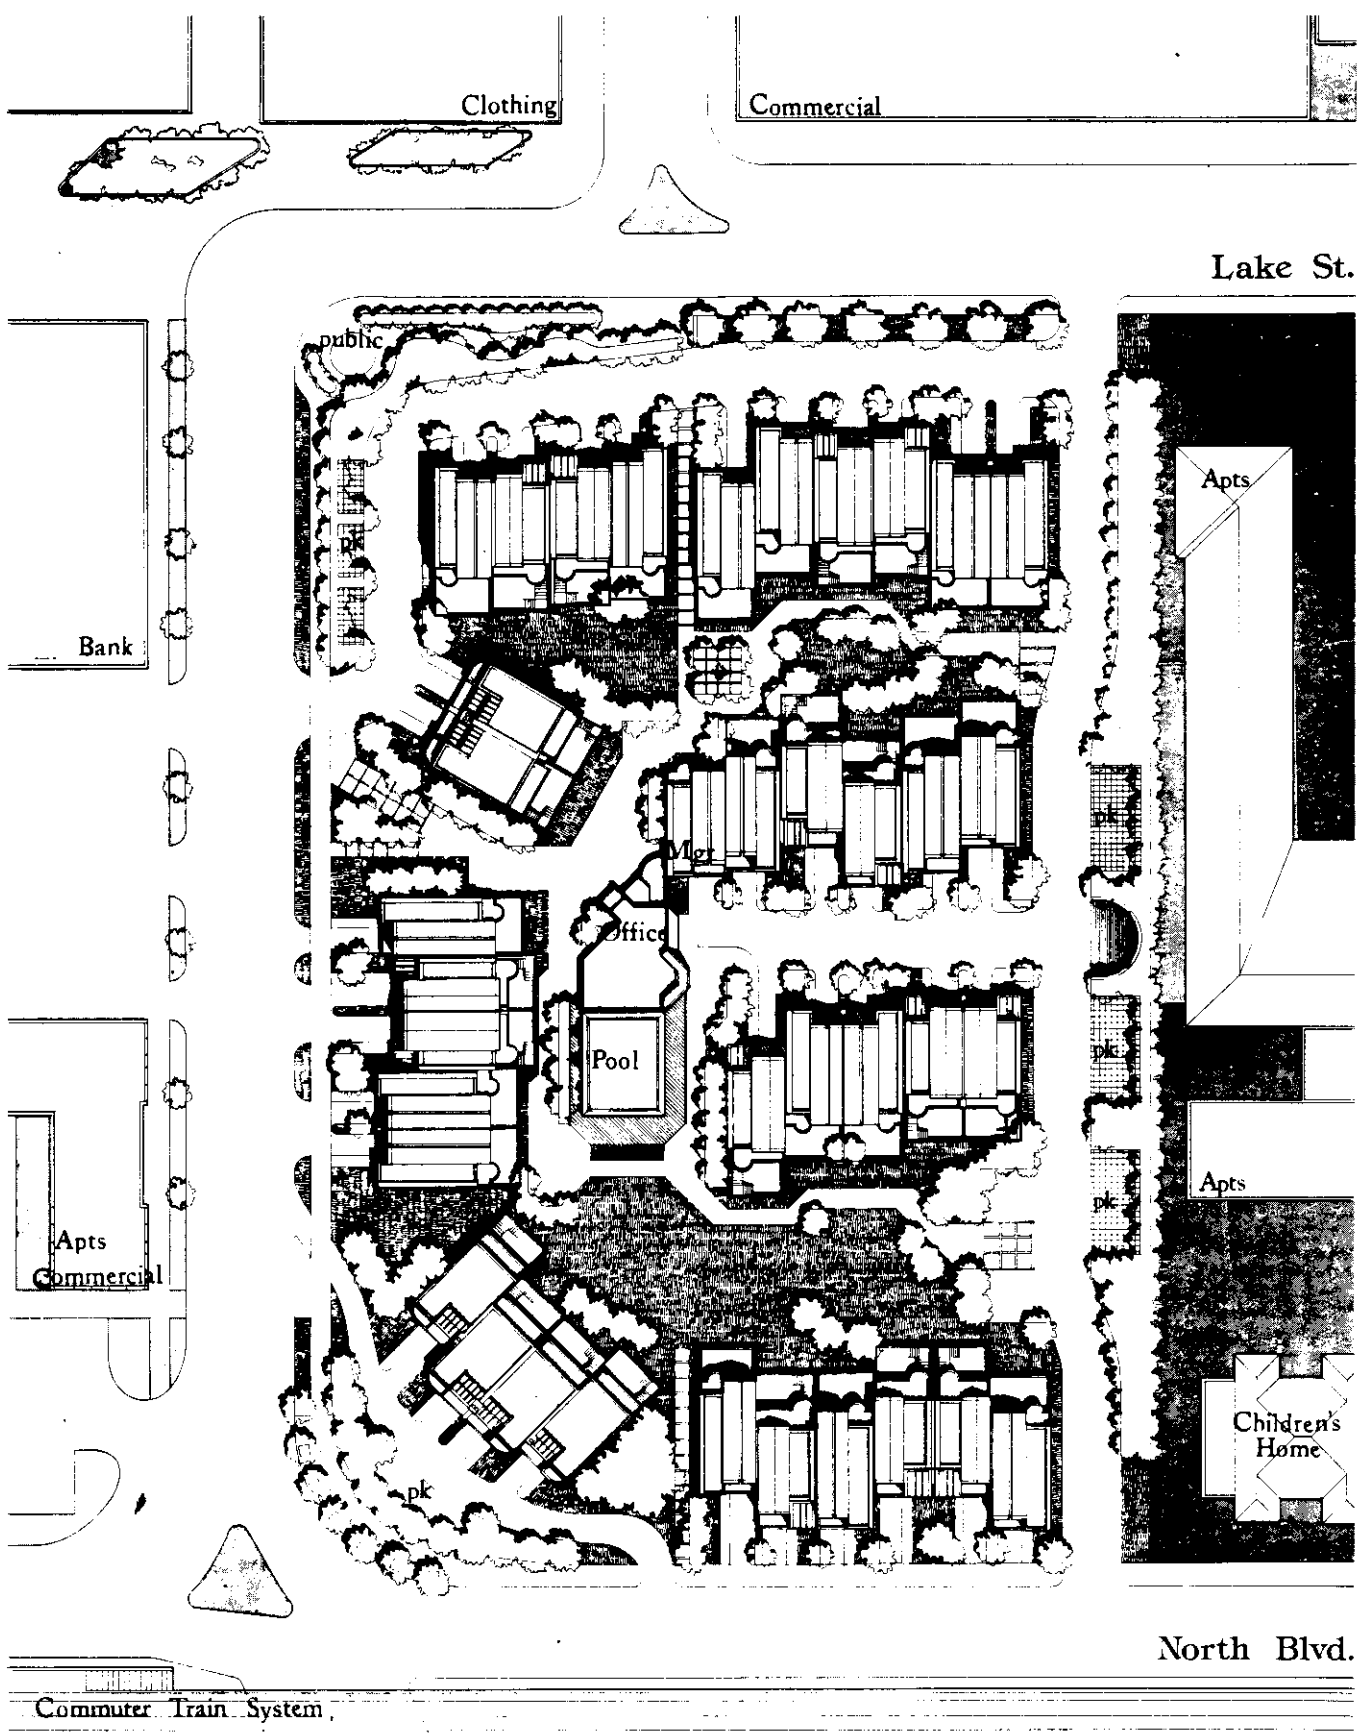 Clothing
Commercial
Lake St.
public
Apts
pk
Bank
pk
Mgr
Office
Pool
pk
pk
Apts
Apts
Commercial
Children's
Home
pk
North Blvd.
Commuter Train System